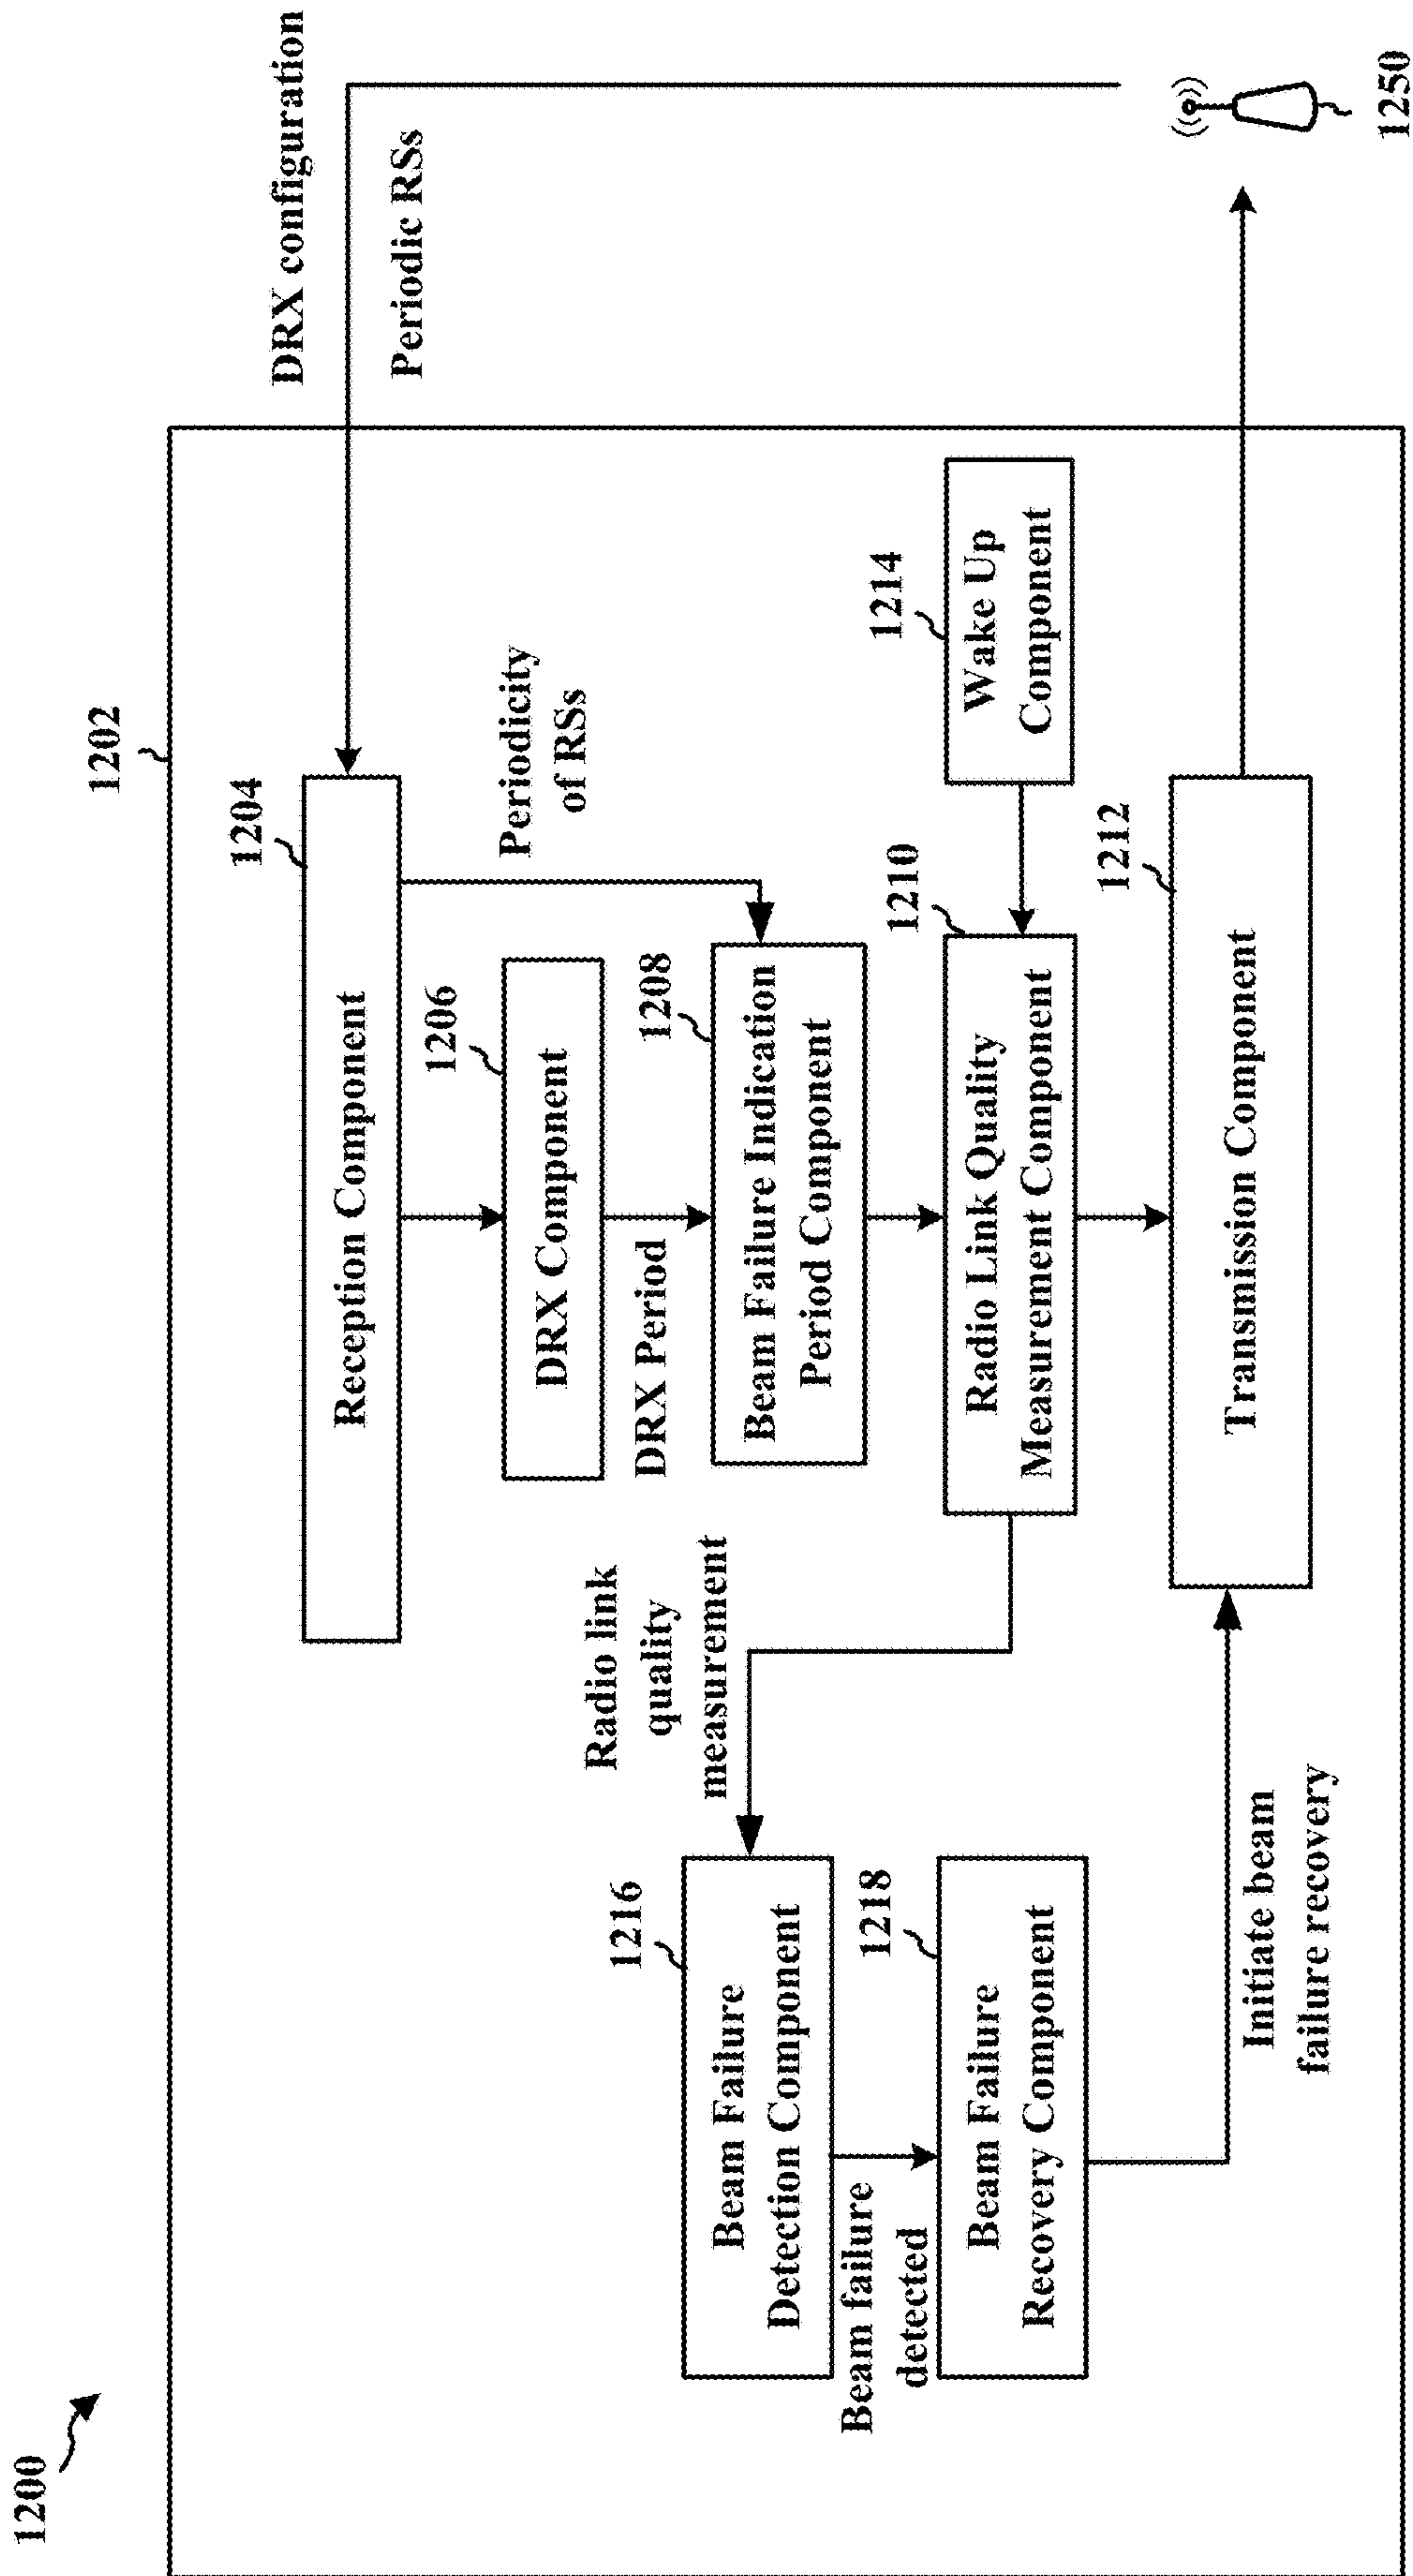 1200
1202
DRX configuration
Periodic RSs
1204
Reception Component
Periodicity
of RSs
1206
DRX Component
DRX Period
1208
Beam Failure Indication
Period Component
Radio link
quality
measurement
1210
Radio Link Quality
Measurement Component
1214
Wake Up
Component
1216
Beam Failure
Detection Component
Beam failure
detected
1218
Beam Failure
Recovery Component
Initiate beam
failure recovery
1212
Transmission Component
1250